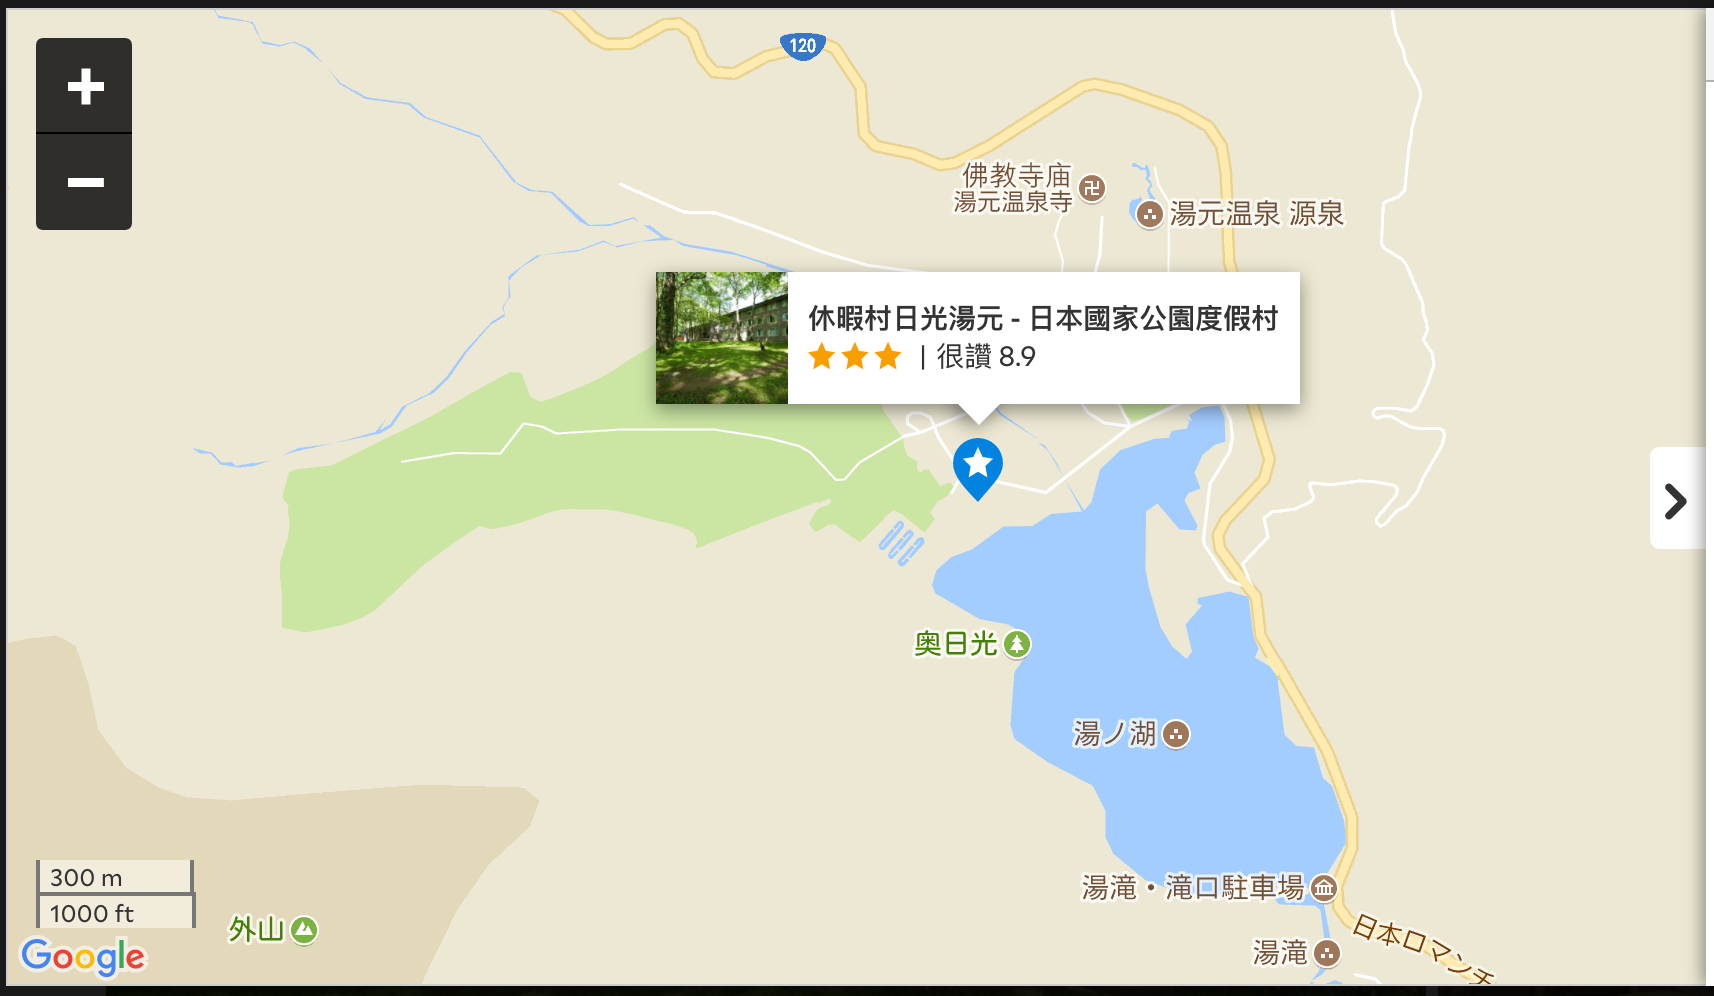 +
120
佛教寺庙
湯元温泉寺
湯元温泉 源泉
−
休暇村日光湯元 - 日本國家公園度假村
| 很讚 8.9
奥日光
湯ノ湖
300 m
1000 ft
湯滝・滝口駐車場
外山
日本ロマンチ
湯滝
Google